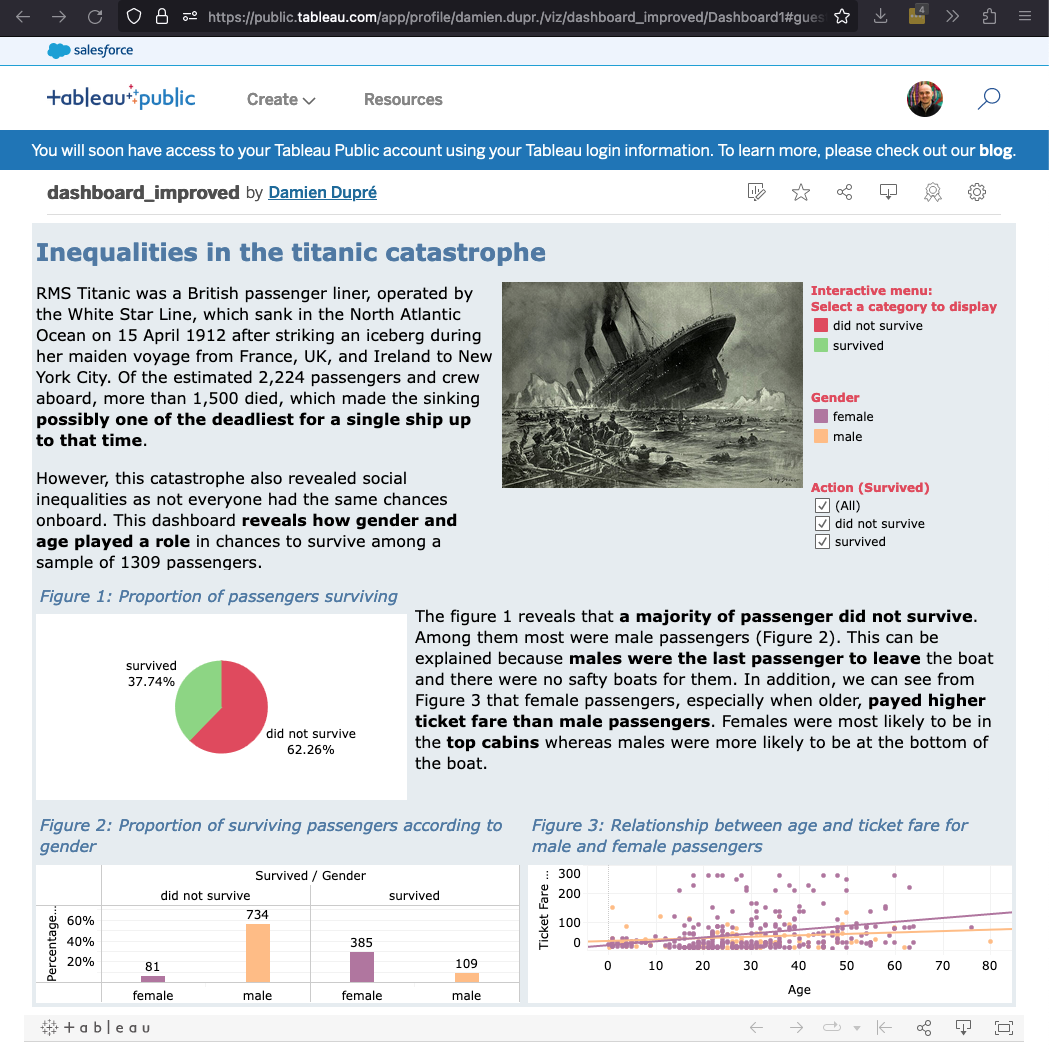 https://public.tableau.com/app/profile/damien.dupr./viz/dashboard_improved/Dashboard1#gues
4
salesforce
+ableau public
Create
Resources
You will soon have access to your Tableau Public account using your Tableau login information. To learn more, please check out our blog.
dashboard_improved by Damien Dupré
Inequalities in the titanic catastrophe
RMS Titanic was a British passenger liner, operated by
the White Star Line, which sank in the North Atlantic
Ocean on 15 April 1912 after striking an iceberg during
her maiden voyage from France, UK, and Ireland to New
York City. Of the estimated 2,224 passengers and crew
aboard, more than 1,500 died, which made the sinking
possibly one of the deadliest for a single ship up
to that time.
However, this catastrophe also revealed social
inequalities as not everyone had the same chances
onboard. This dashboard reveals how gender and
age played a role in chances to survive among a
sample of 1309 passengers.
Interactive menu:
Select a category to display
did not survive
survived
Gender
female
male
Action (Survived)
(All)
did not survive
survived
Figure 1: Proportion of passengers surviving
survived
37.74%
did not survive
62.26%
The figure 1 reveals that a majority of passenger did not survive.
Among them most were male passengers (Figure 2). This can be
explained because males were the last passenger to leave the boat
and there were no safty boats for them. In addition, we can see from
Figure 3 that female passengers, especially when older, payed higher
ticket fare than male passengers. Females were most likely to be in
the top cabins whereas males were more likely to be at the bottom of
the boat.
Figure 2: Proportion of surviving passengers according to
gender
Survived / Gender
did not survive
survived
Percentage...
60%
40%
20%
81
734
385
109
female
male
female
male
Figure 3: Relationship between age and ticket fare for
male and female passengers
Ticket Fare ...
300
200
100
0
0 10 20 30 40 50 60 70 80
Age
+ableau